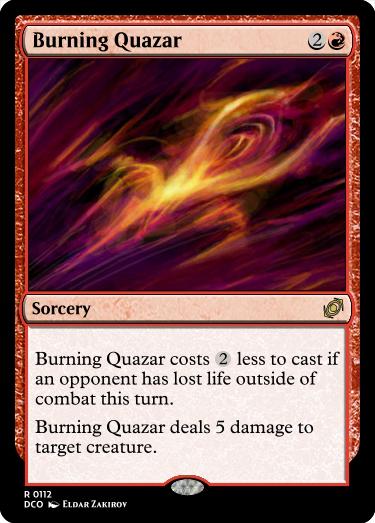 Burning Quazar 2
Sorcery
Burning Quazar costs 2 less to cast if
an opponent has lost life outside of
combat this turn.
Burning Quazar deals 5 damage to
target creature.
R 0112
DCO Eldar Zakirov